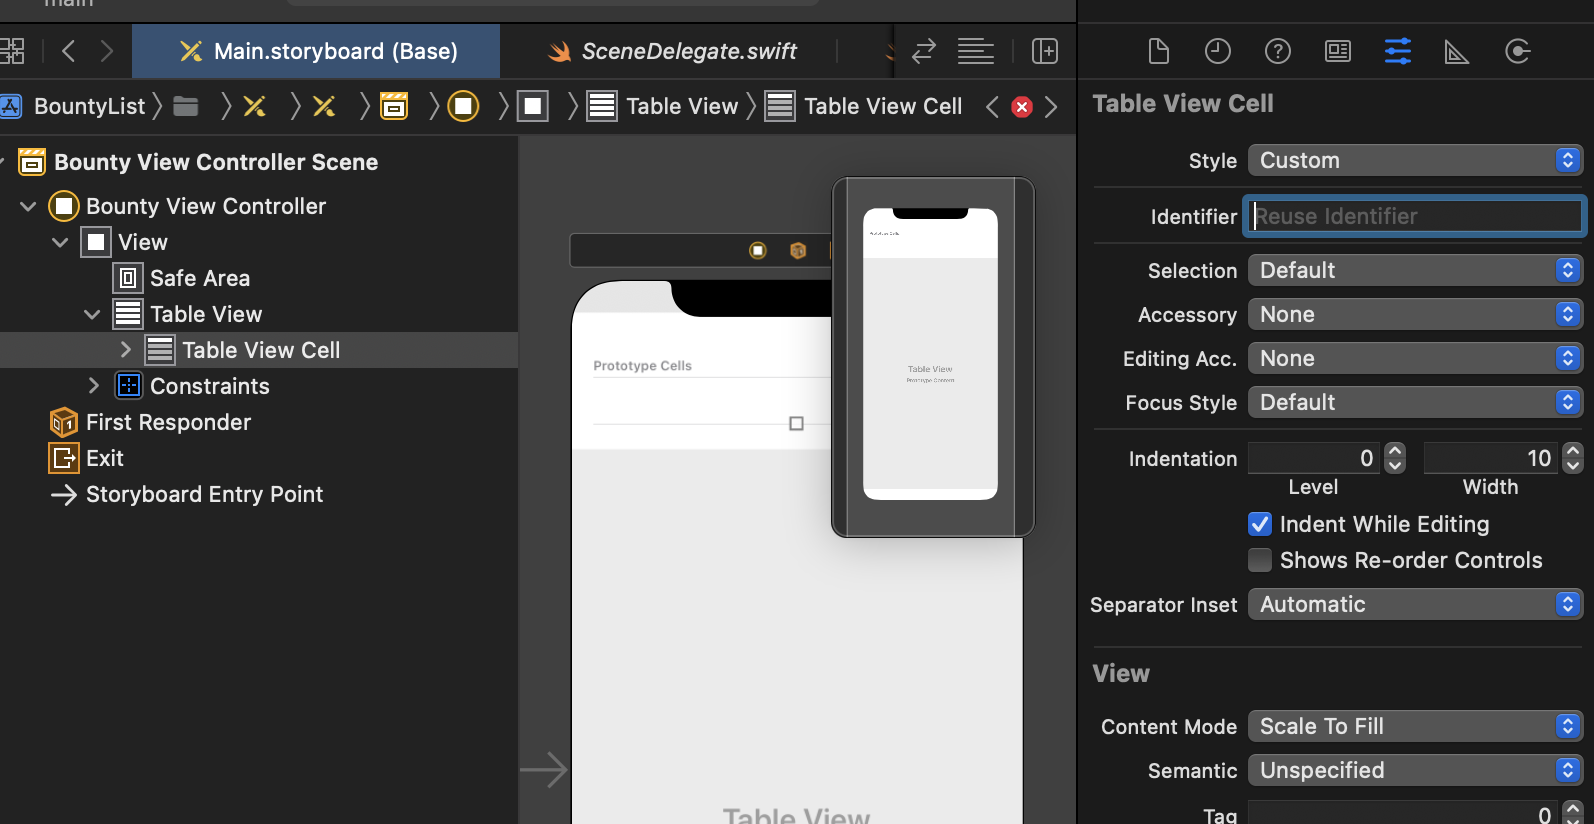 main
Main.storyboard (Base)
SceneDelegate.swift
BountyList
Table View
Table View Cell
Bounty View Controller Scene
Bounty View Controller
View
Safe Area
Table View
Table View Cell
Constraints
First Responder
Exit
Storyboard Entry Point
Prototype Cells
Table View
Prototype Cells
Table View
Prototype Content
Table View Cell
Style Custom
Identifier Reuse Identifier
Selection Default
Accessory None
Editing Acc. None
Focus Style Default
Indentation 0 10
Level Width
Indent While Editing
Shows Re-order Controls
Separator Inset Automatic
View
Content Mode Scale To Fill
Semantic Unspecified
Tag 0